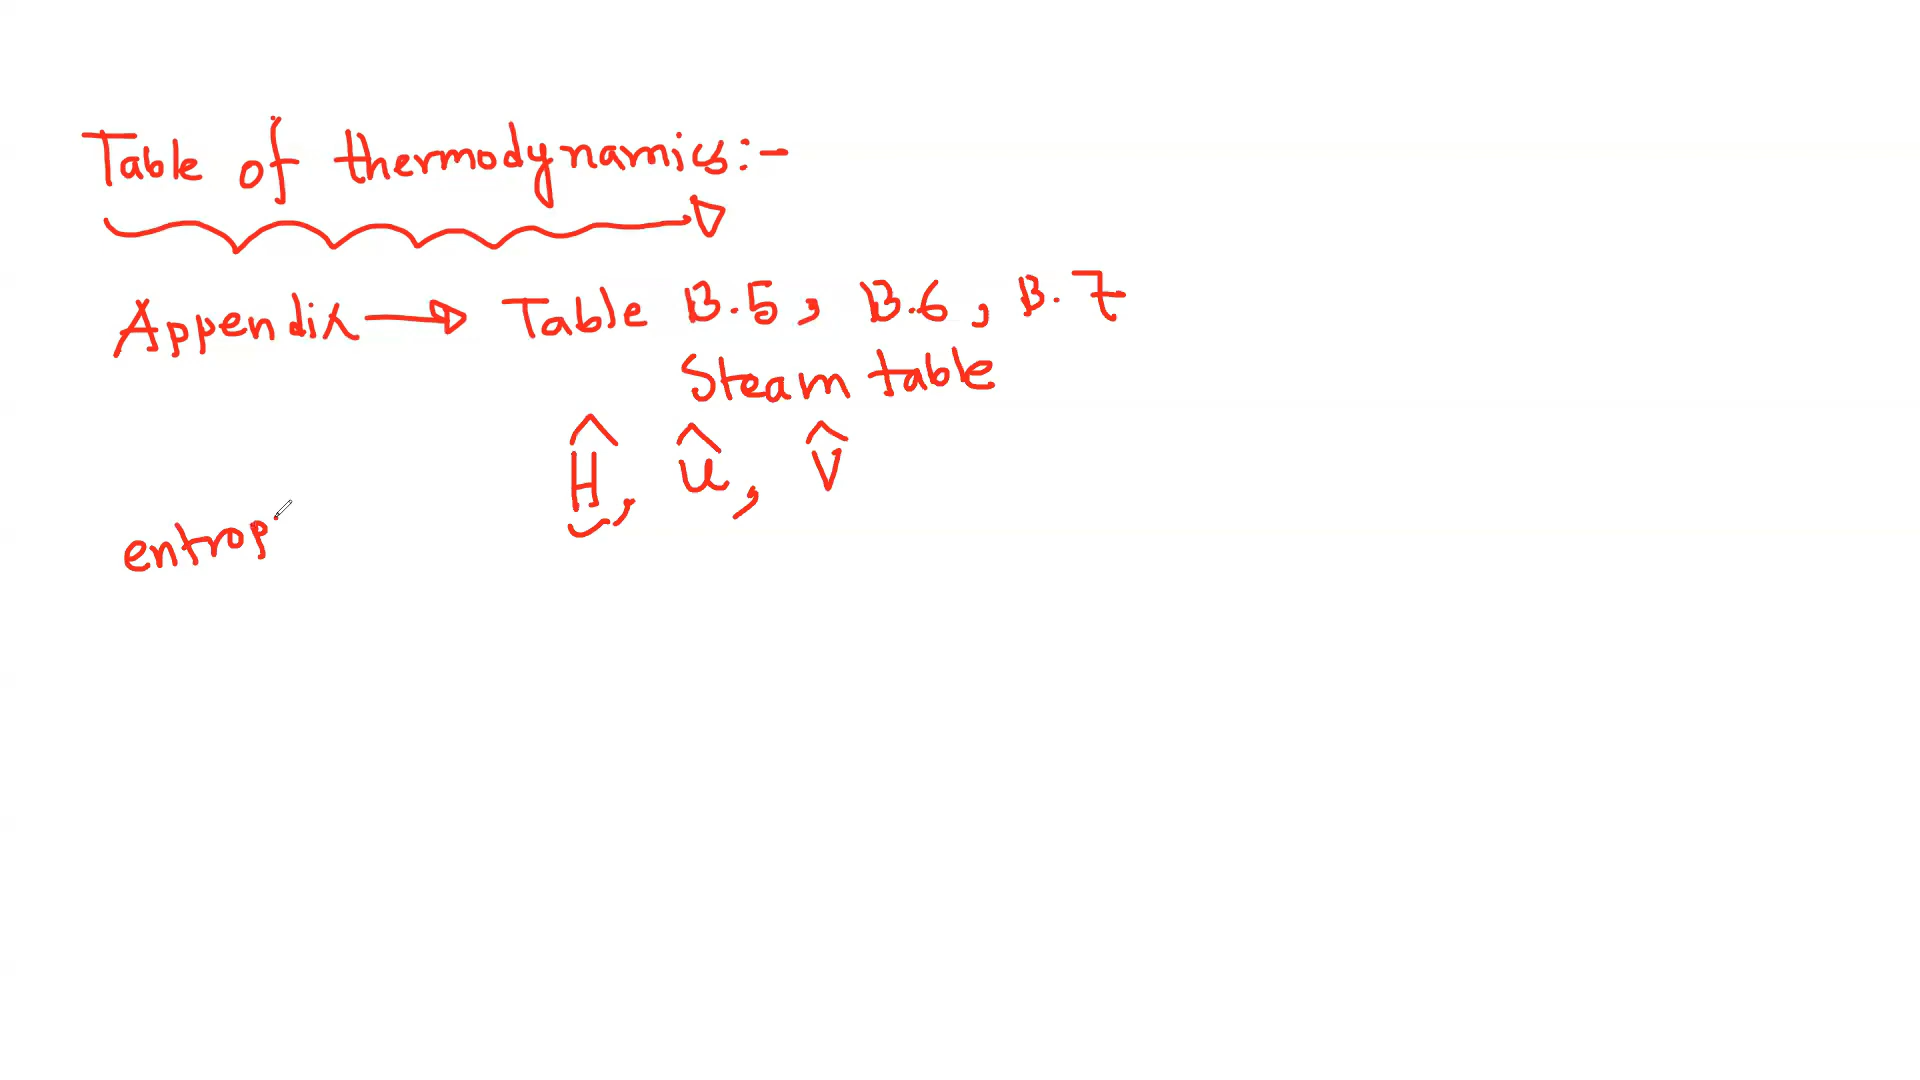 Table of thermodynamics:-
Appendix → Table B.5, B.6, B.7
Steam table
Ĥ, û, V̂
entrop